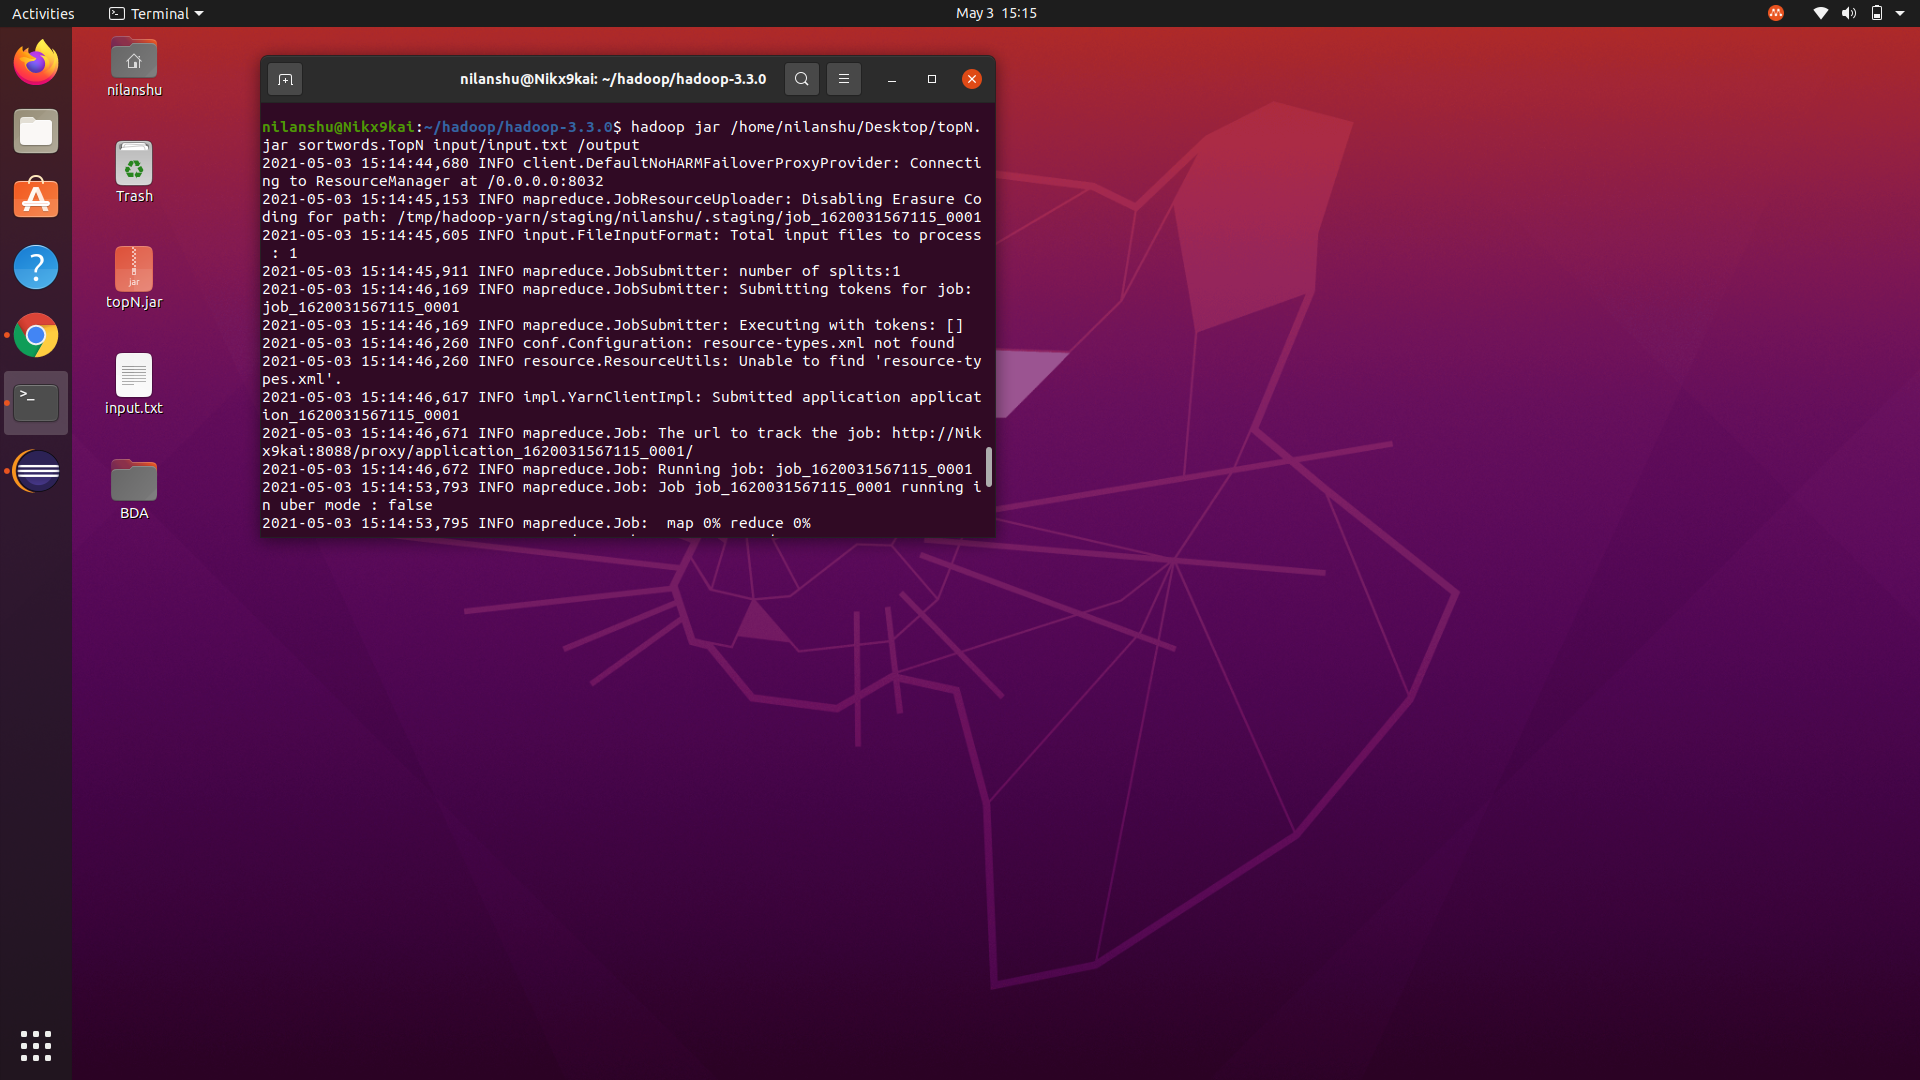 Activities
Terminal
May 3 15:15
nilanshu
Trash
jar
topN.jar
input.txt
BDA
nilanshu@Nikx9kai: ~/hadoop/hadoop-3.3.0
nilanshu@Nikx9kai:~/hadoop/hadoop-3.3.0$ hadoop jar /home/nilanshu/Desktop/topN.
jar sortwords.TopN input/input.txt /output
2021-05-03 15:14:44,680 INFO client.DefaultNoHARMFailoverProxyProvider: Connecti
ng to ResourceManager at /0.0.0.0:8032
2021-05-03 15:14:45,153 INFO mapreduce.JobResourceUploader: Disabling Erasure Co
ding for path: /tmp/hadoop-yarn/staging/nilanshu/.staging/job_1620031567115_0001
2021-05-03 15:14:45,605 INFO input.FileInputFormat: Total input files to process
 : 1
2021-05-03 15:14:45,911 INFO mapreduce.JobSubmitter: number of splits:1
2021-05-03 15:14:46,169 INFO mapreduce.JobSubmitter: Submitting tokens for job:
job_1620031567115_0001
2021-05-03 15:14:46,169 INFO mapreduce.JobSubmitter: Executing with tokens: []
2021-05-03 15:14:46,260 INFO conf.Configuration: resource-types.xml not found
2021-05-03 15:14:46,260 INFO resource.ResourceUtils: Unable to find 'resource-ty
pes.xml'.
2021-05-03 15:14:46,617 INFO impl.YarnClientImpl: Submitted application applicat
ion_1620031567115_0001
2021-05-03 15:14:46,671 INFO mapreduce.Job: The url to track the job: http://Nik
x9kai:8088/proxy/application_1620031567115_0001/
2021-05-03 15:14:46,672 INFO mapreduce.Job: Running job: job_1620031567115_0001
2021-05-03 15:14:53,793 INFO mapreduce.Job: Job job_1620031567115_0001 running i
n uber mode : false
2021-05-03 15:14:53,795 INFO mapreduce.Job:  map 0% reduce 0%